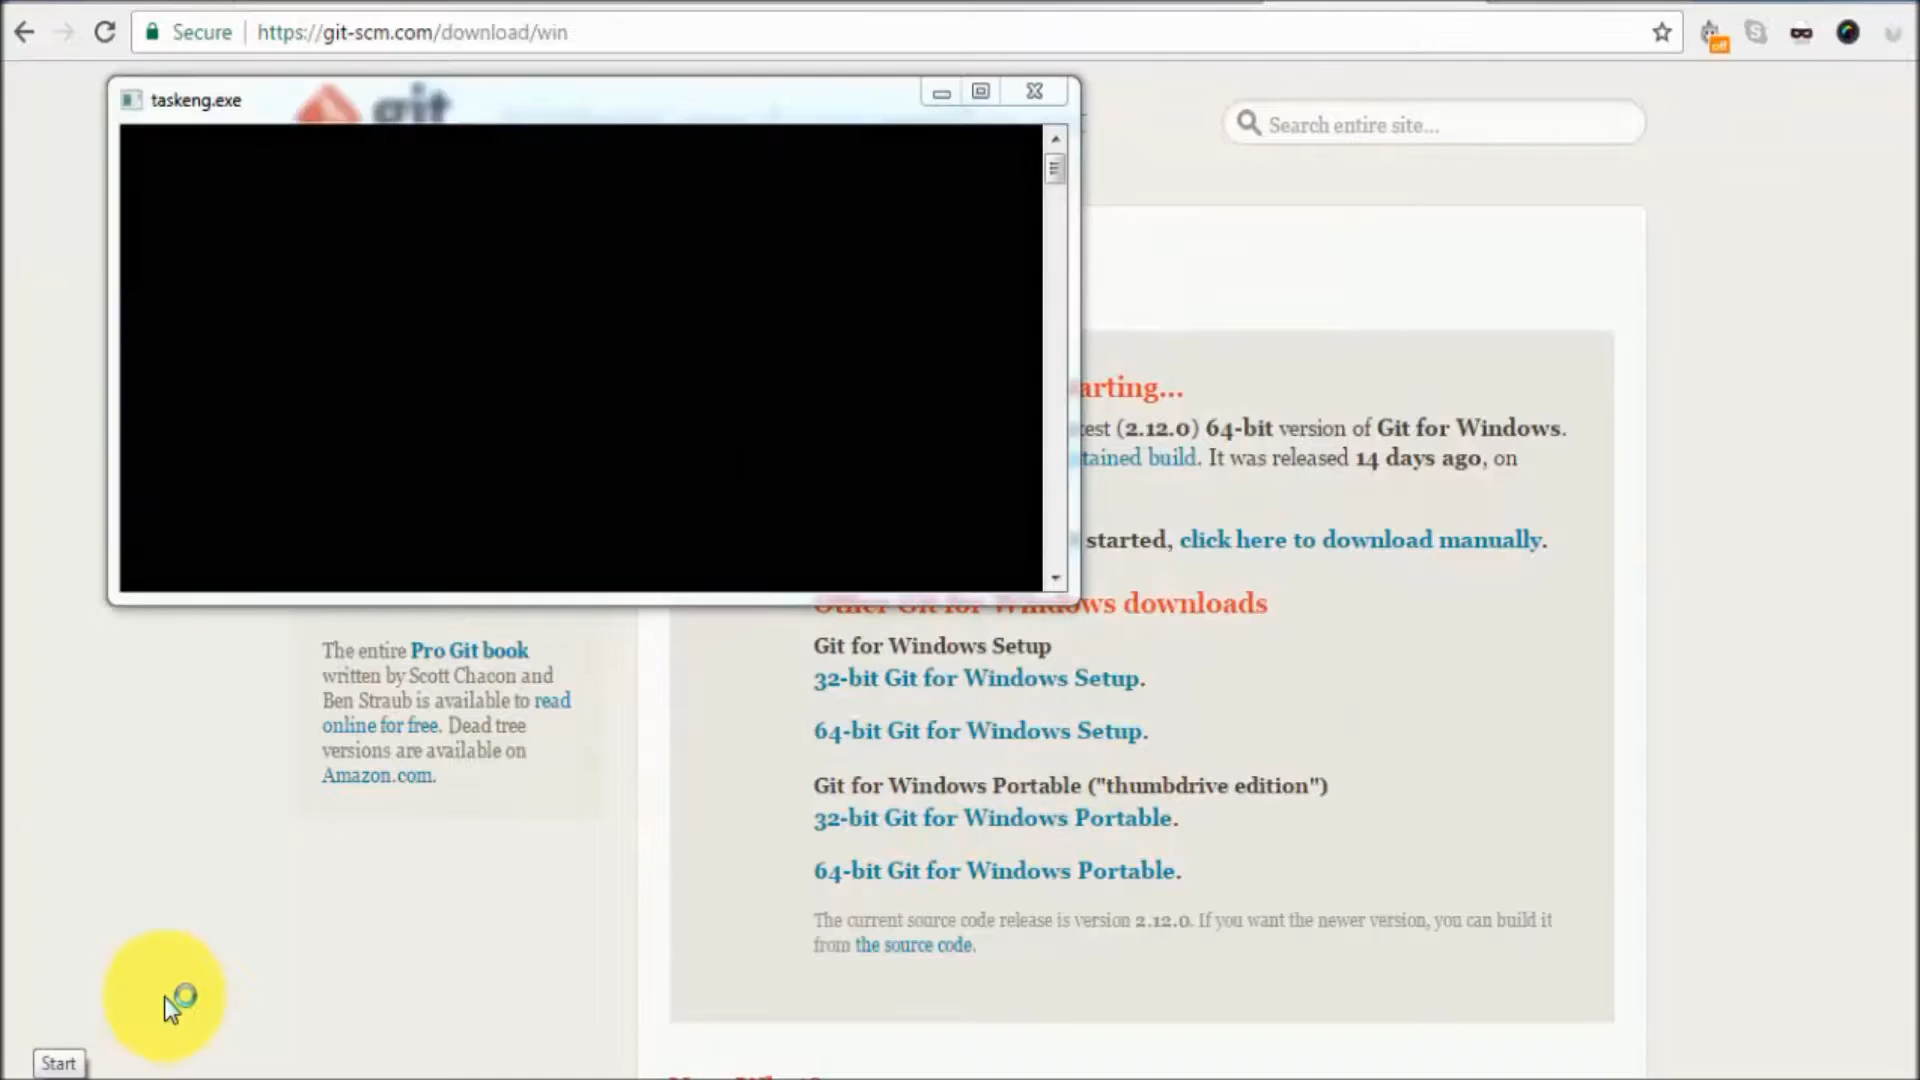 Secure
https://git-scm.com/download/win
taskeng.exe
git
Search entire site...
arting...
test (2.12.0) 64-bit version of Git for Windows.
tained build. It was released 14 days ago, on
started, click here to download manually.
Other Git for Windows downloads
Git for Windows Setup
32-bit Git for Windows Setup.
64-bit Git for Windows Setup.
Git for Windows Portable ("thumbdrive edition")
32-bit Git for Windows Portable.
64-bit Git for Windows Portable.
The current source code release is version 2.12.0. If you want the newer version, you can build it
from the source code.
The entire Pro Git book
written by Scott Chacon and
Ben Straub is available to read
online for free. Dead tree
versions are available on
Amazon.com.
off
Start